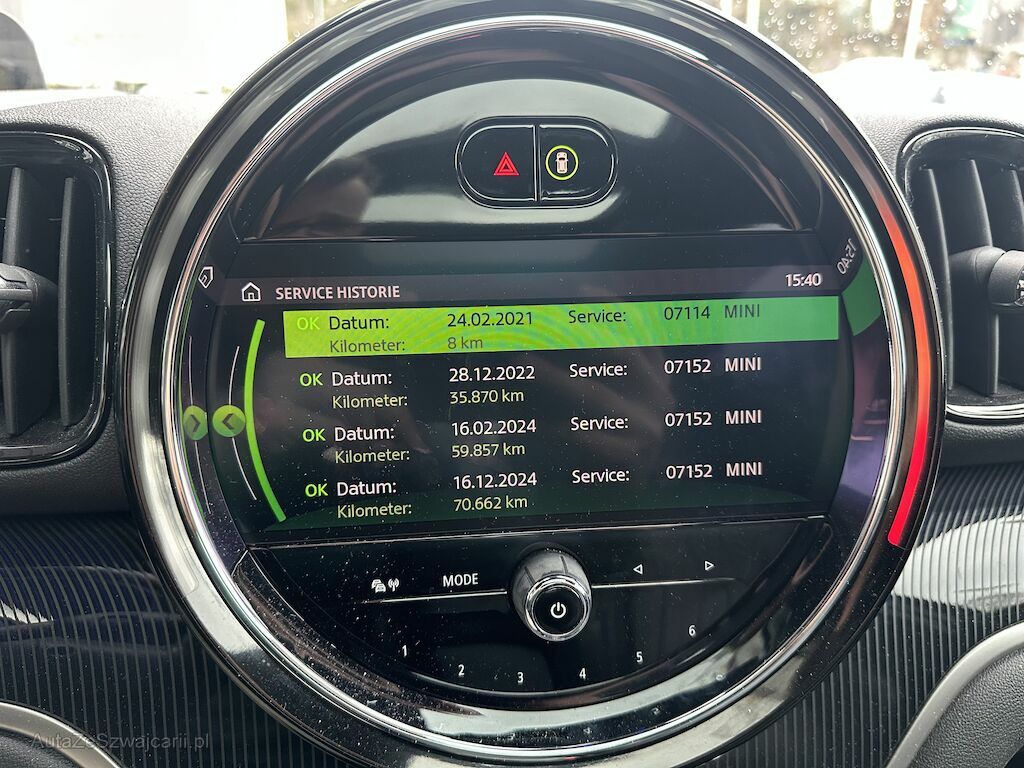 15:40
SERVICE HISTORIE 15:40
OK Datum: 24.02.2021 Service: 07114 MINI
Kilometer: 8 km
OK Datum: 28.12.2022 Service: 07152 MINI
Kilometer: 35.870 km
OK Datum: 16.02.2024 Service: 07152 MINI
Kilometer: 59.857 km
OK Datum: 16.12.2024 Service: 07152 MINI
Kilometer: 70.662 km
MODE
1 2 3 4 5 6
AutaZeSzwajcarii.pl